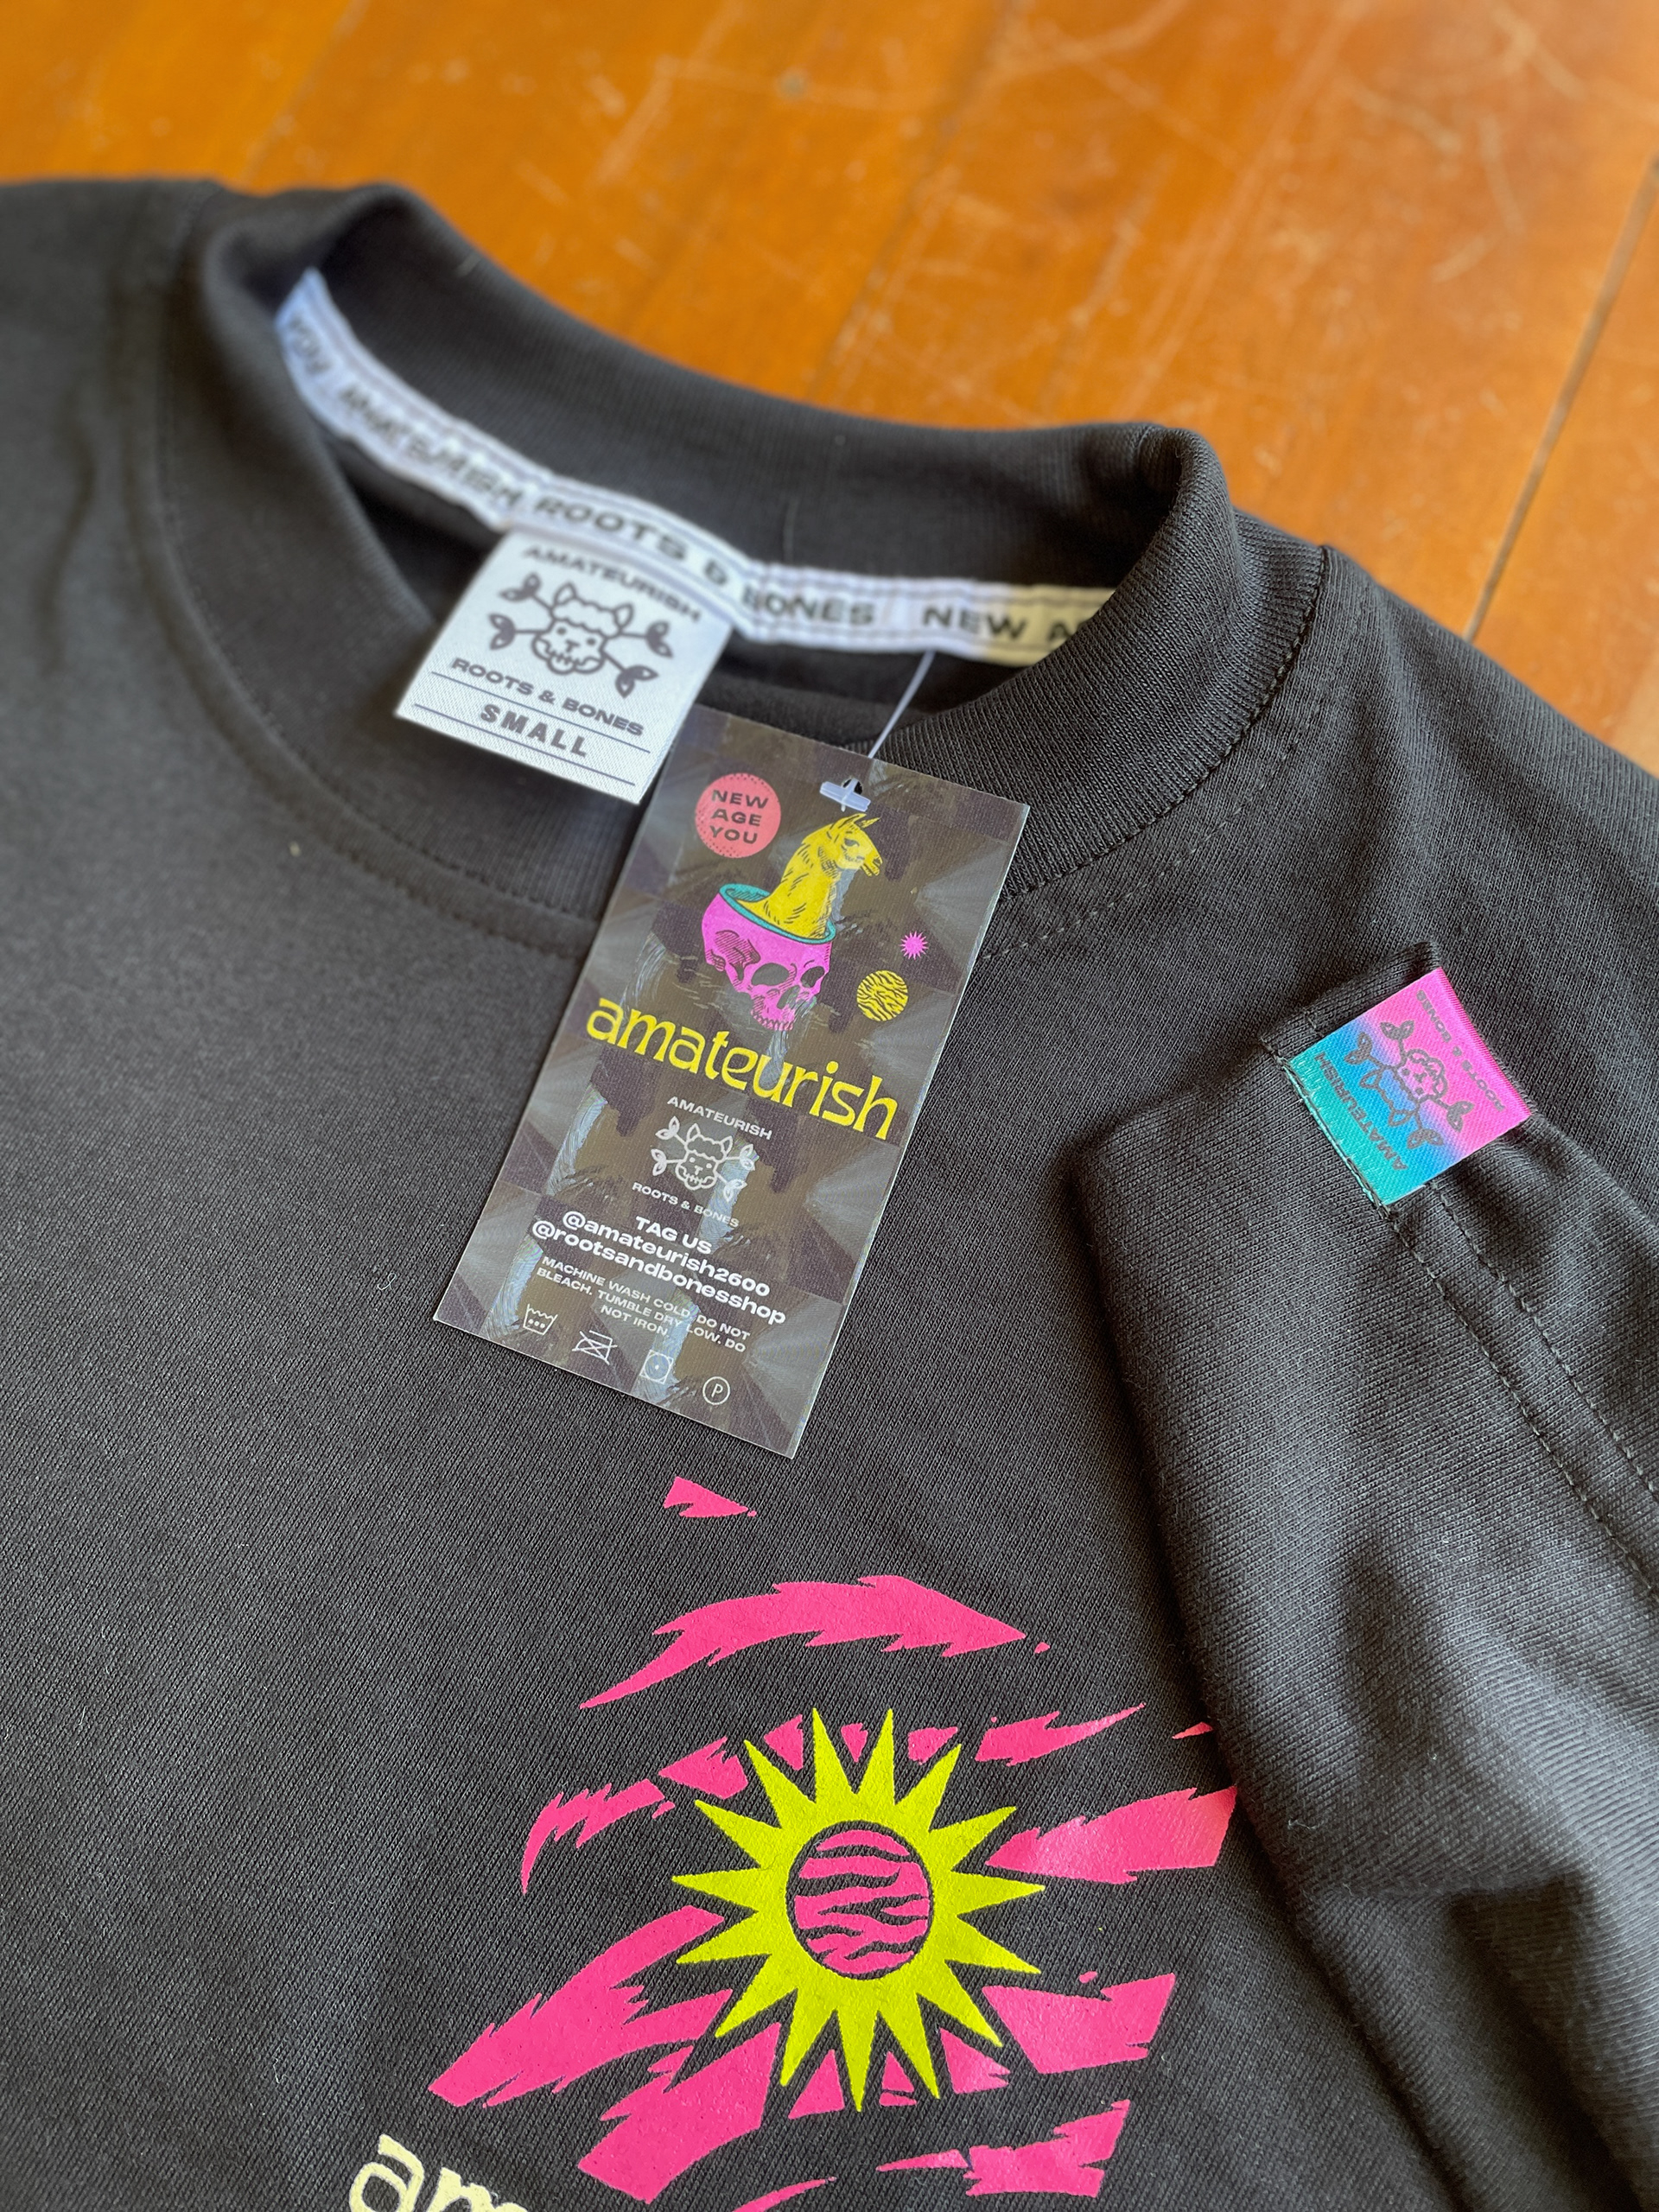 YOU AMATEURISH ROOTS & BONES NEW
AMATEURISH
ROOTS & BONES
SMALL
NEW
AGE
YOU
amateurish
AMATEURISH
ROOTS & BONES
TAG US
@amateurish2600
@rootsandbonesshop
MACHINE WASH COLD. DO NOT
BLEACH. TUMBLE DRY LOW. DO
NOT IRON.
P
AMATEURISH
ROOTS & BONES